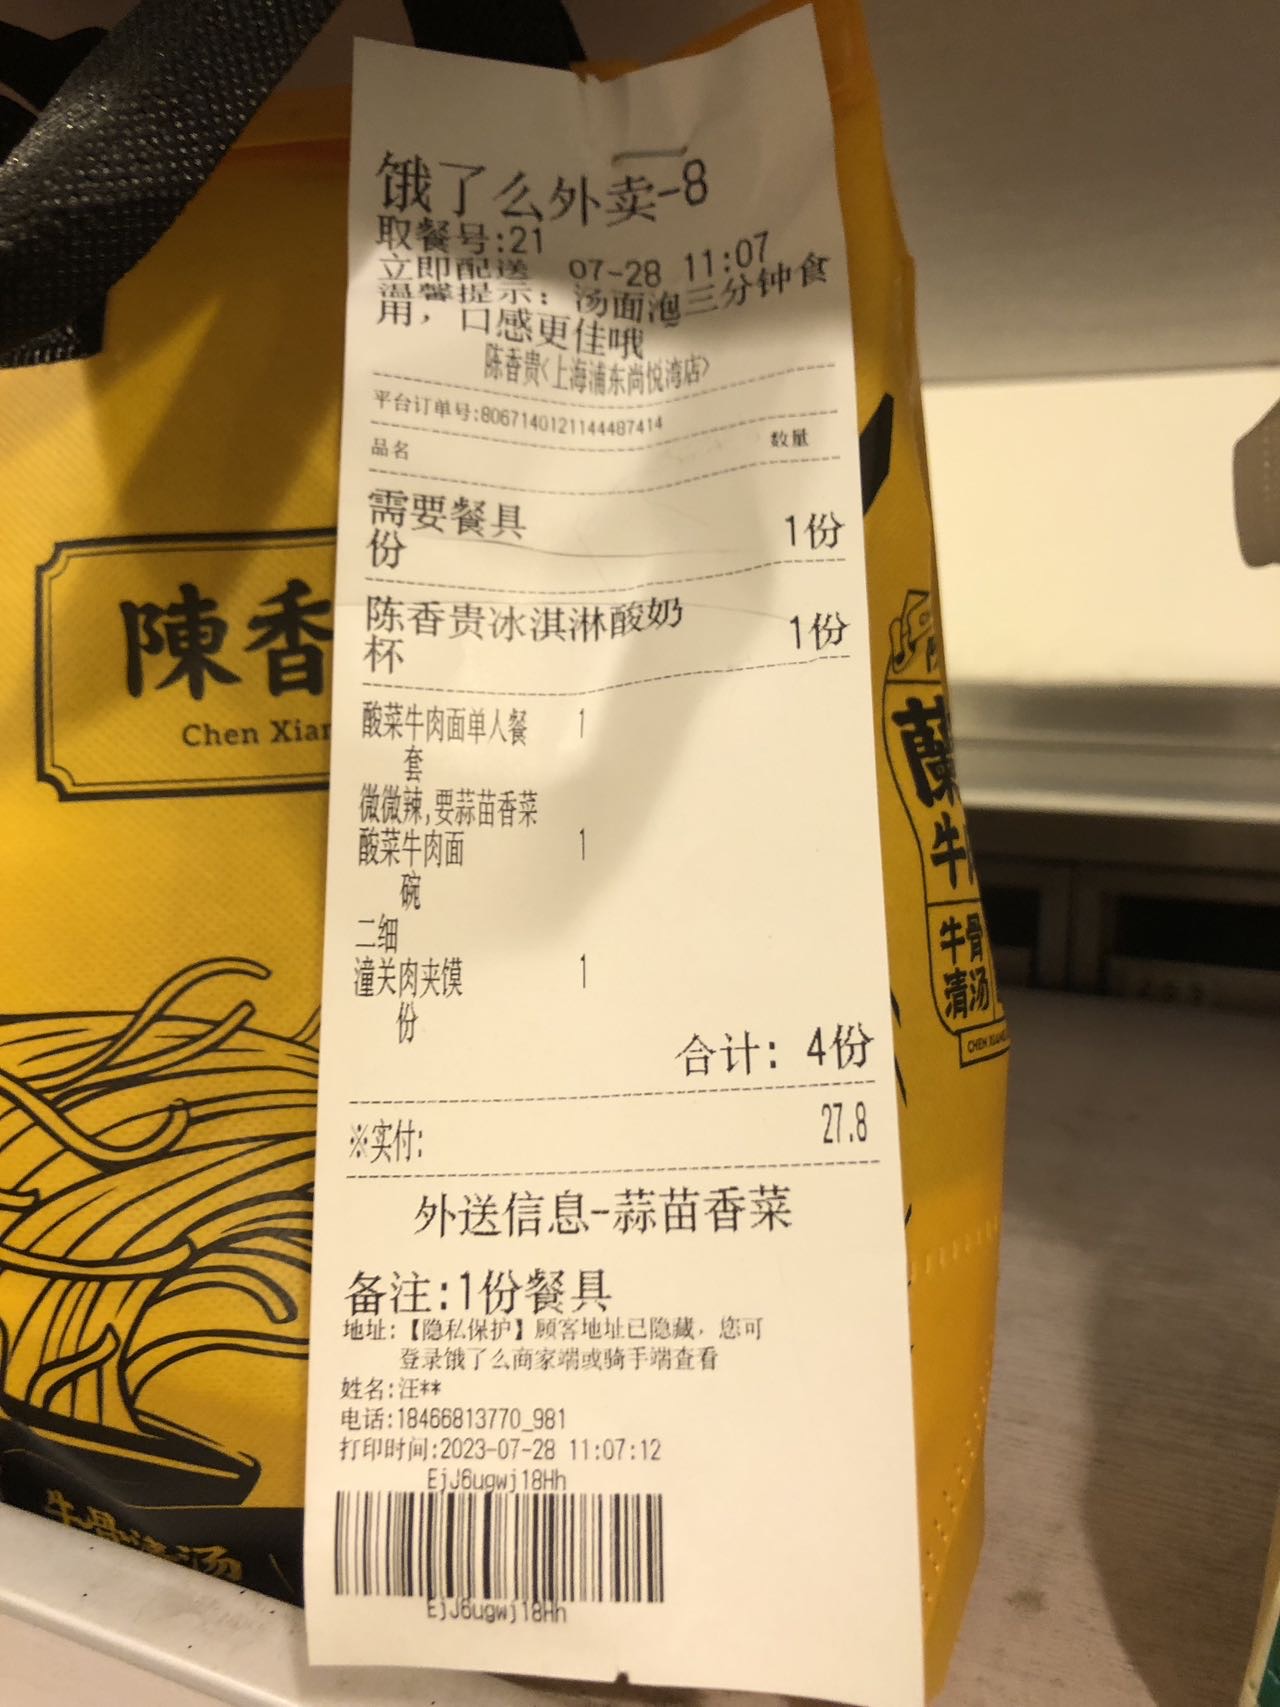 饿了么外卖-8
取餐号:21
立即配送 07-28 11:07
温馨提示：汤面泡三分钟食
用，口感更佳哦
陈香贵<上海浦东尚悦湾店>
平台订单号:8067140121144487414
品名 数量
需要餐具 1份
份
陈香贵冰淇淋酸奶 1份
杯
酸菜牛肉面单人餐 1
套
微微辣,要蒜苗香菜
酸菜牛肉面 1
碗
二细
潼关肉夹馍 1
份
合计：4份
※实付: 27.8
外送信息-蒜苗香菜
备注:1份餐具
地址:【隐私保护】顾客地址已隐藏，您可
登录饿了么商家端或骑手端查看
姓名:汪**
电话:18466813770_981
打印时间:2023-07-28 11:07:12
EjJ6ugwj18Hh
EjJ6ugwj18Hh
陳香
Chen Xian
牛骨清汤
蘭
牛肉
牛骨
清汤
CHEN XIANG